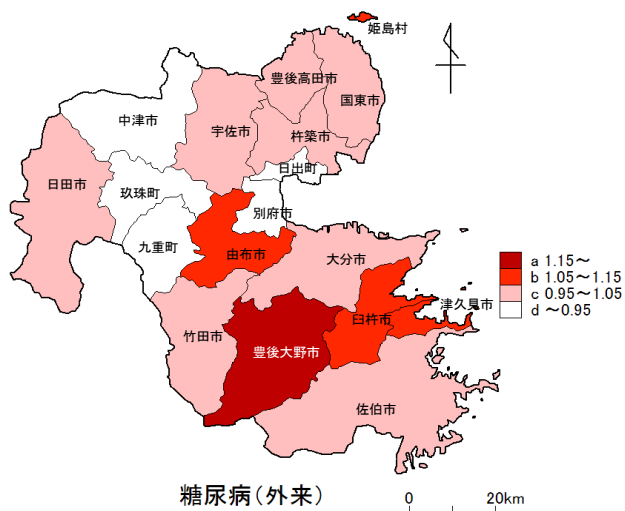 姫島村
豊後高田市
国東市
中津市
宇佐市
杵築市
日出町
日田市
玖珠町
別府市
九重町
由布市
大分市
a 1.15～
b 1.05～1.15
c 0.95～1.05
d ～0.95
津久見市
臼杵市
竹田市
豊後大野市
佐伯市
糖尿病(外来)
0 20km